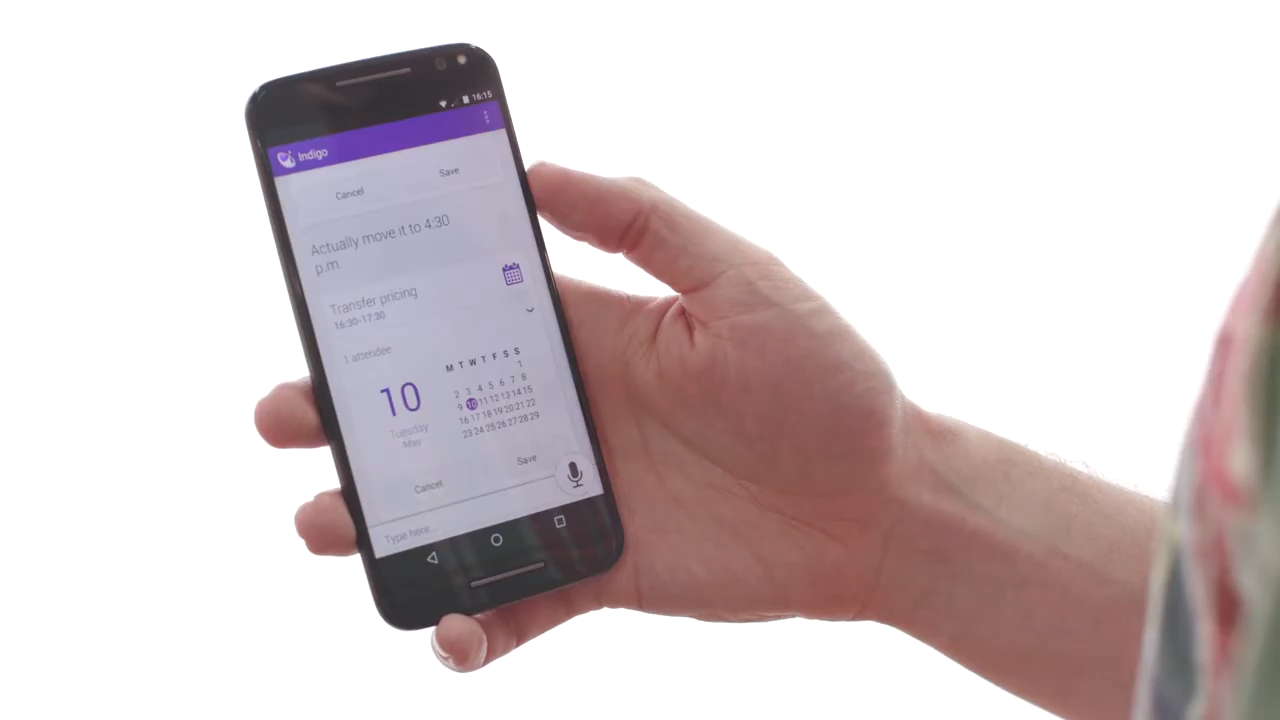 16:15
Indigo
Cancel Save
Actually move it to 4:30
p.m.
Transfer pricing
16:30-17:30
1 attendee
10
Tuesday
May
M T W T F S S
1
2 3 4 5 6 7 8
9 10 11 12 13 14 15
16 17 18 19 20 21 22
23 24 25 26 27 28 29
Cancel Save
Type here...